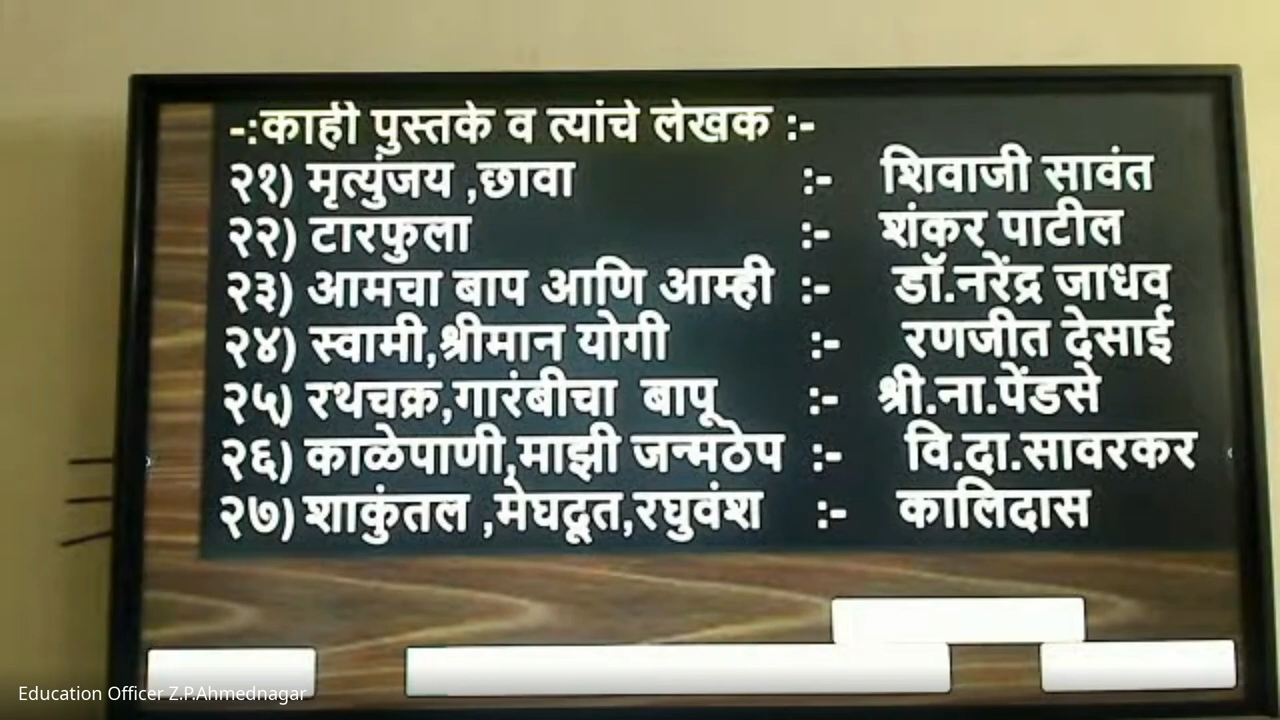 -:काही पुस्तके व त्यांचे लेखक :-
२१) मृत्युंजय ,छावा :- शिवाजी सावंत
२२) टारफुला :- शंकर पाटील
२३) आमचा बाप आणि आम्ही :- डॉ.नरेंद्र जाधव
२४) स्वामी,श्रीमान योगी :- रणजीत देसाई
२५) रथचक्र,गारंबीचा बापू :- श्री.ना.पेंडसे
२६) काळेपाणी,माझी जन्मठेप :- वि.दा.सावरकर
२७) शाकुंतल ,मेघदूत,रघुवंश :- कालिदास
Education Officer Z.P.Ahmednagar